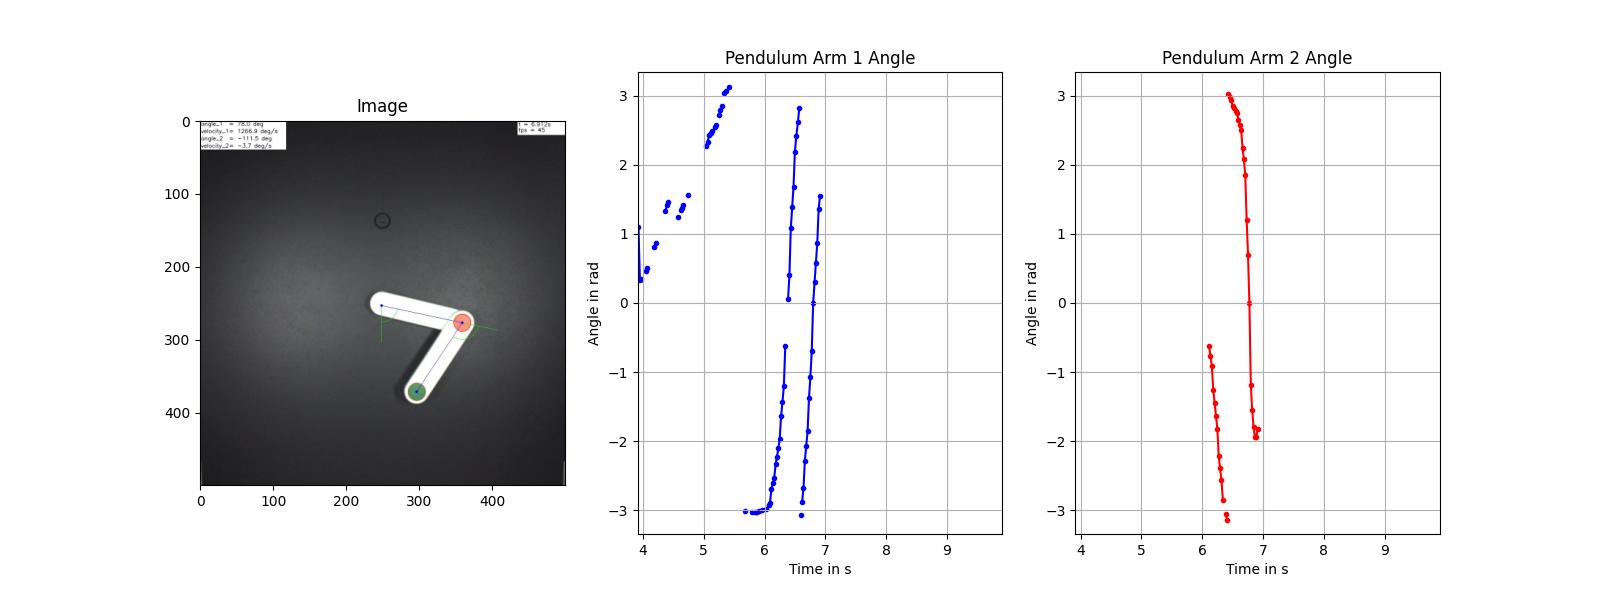 Image
angle_1 = 78.0 deg
velocity_1= 1266.9 deg/s
angle_2 = -111.5 deg
velocity_2= -3.7 deg/s
t = 6.912s
fps = 45
0
100
200
300
400
0 100 200 300 400
Pendulum Arm 1 Angle
Angle in rad
3
2
1
0
−1
−2
−3
4 5 6 7 8 9
Time in s
Pendulum Arm 2 Angle
Angle in rad
3
2
1
0
−1
−2
−3
4 5 6 7 8 9
Time in s